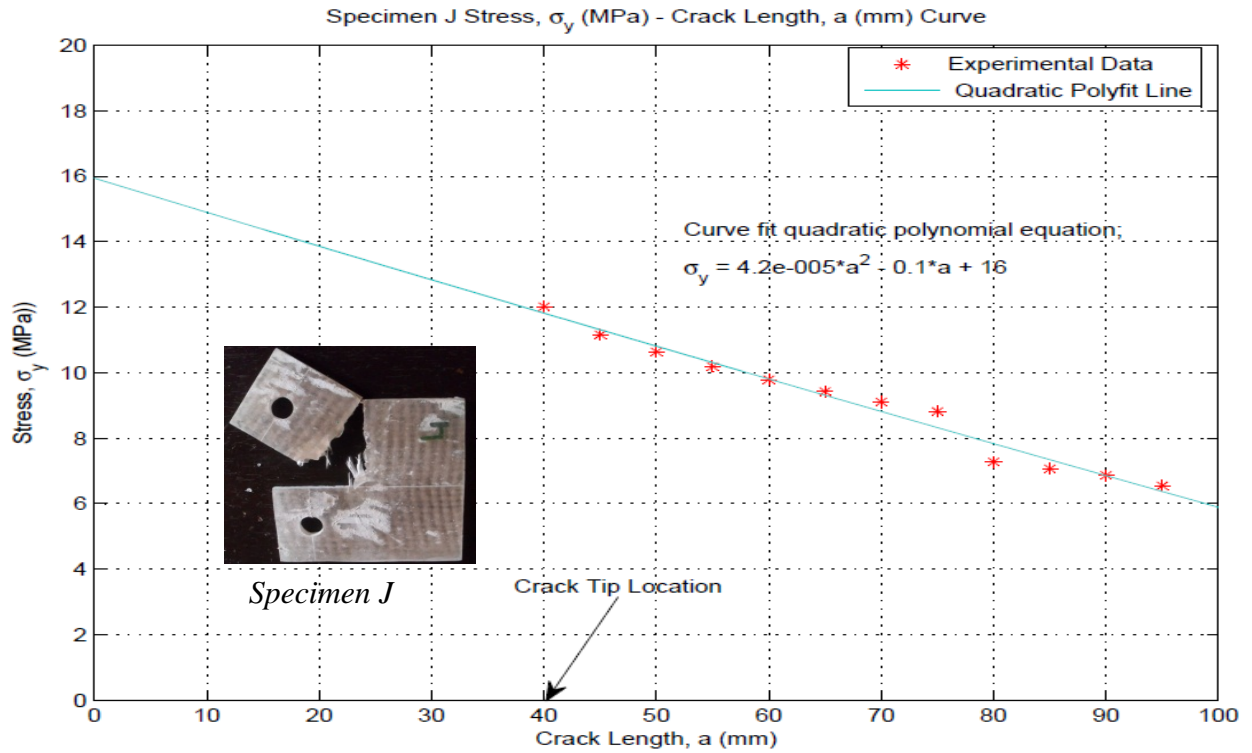 Specimen J Stress, σy (MPa) - Crack Length, a (mm) Curve
20
18
16
14
12
10
8
6
4
2
0
Stress, σy (MPa))
Experimental Data
Quadratic Polyfit Line
Curve fit quadratic polynomial equation;
σy = 4.2e-005*a² - 0.1*a + 16
J
Specimen J
Crack Tip Location
0 10 20 30 40 50 60 70 80 90 100
Crack Length, a (mm)